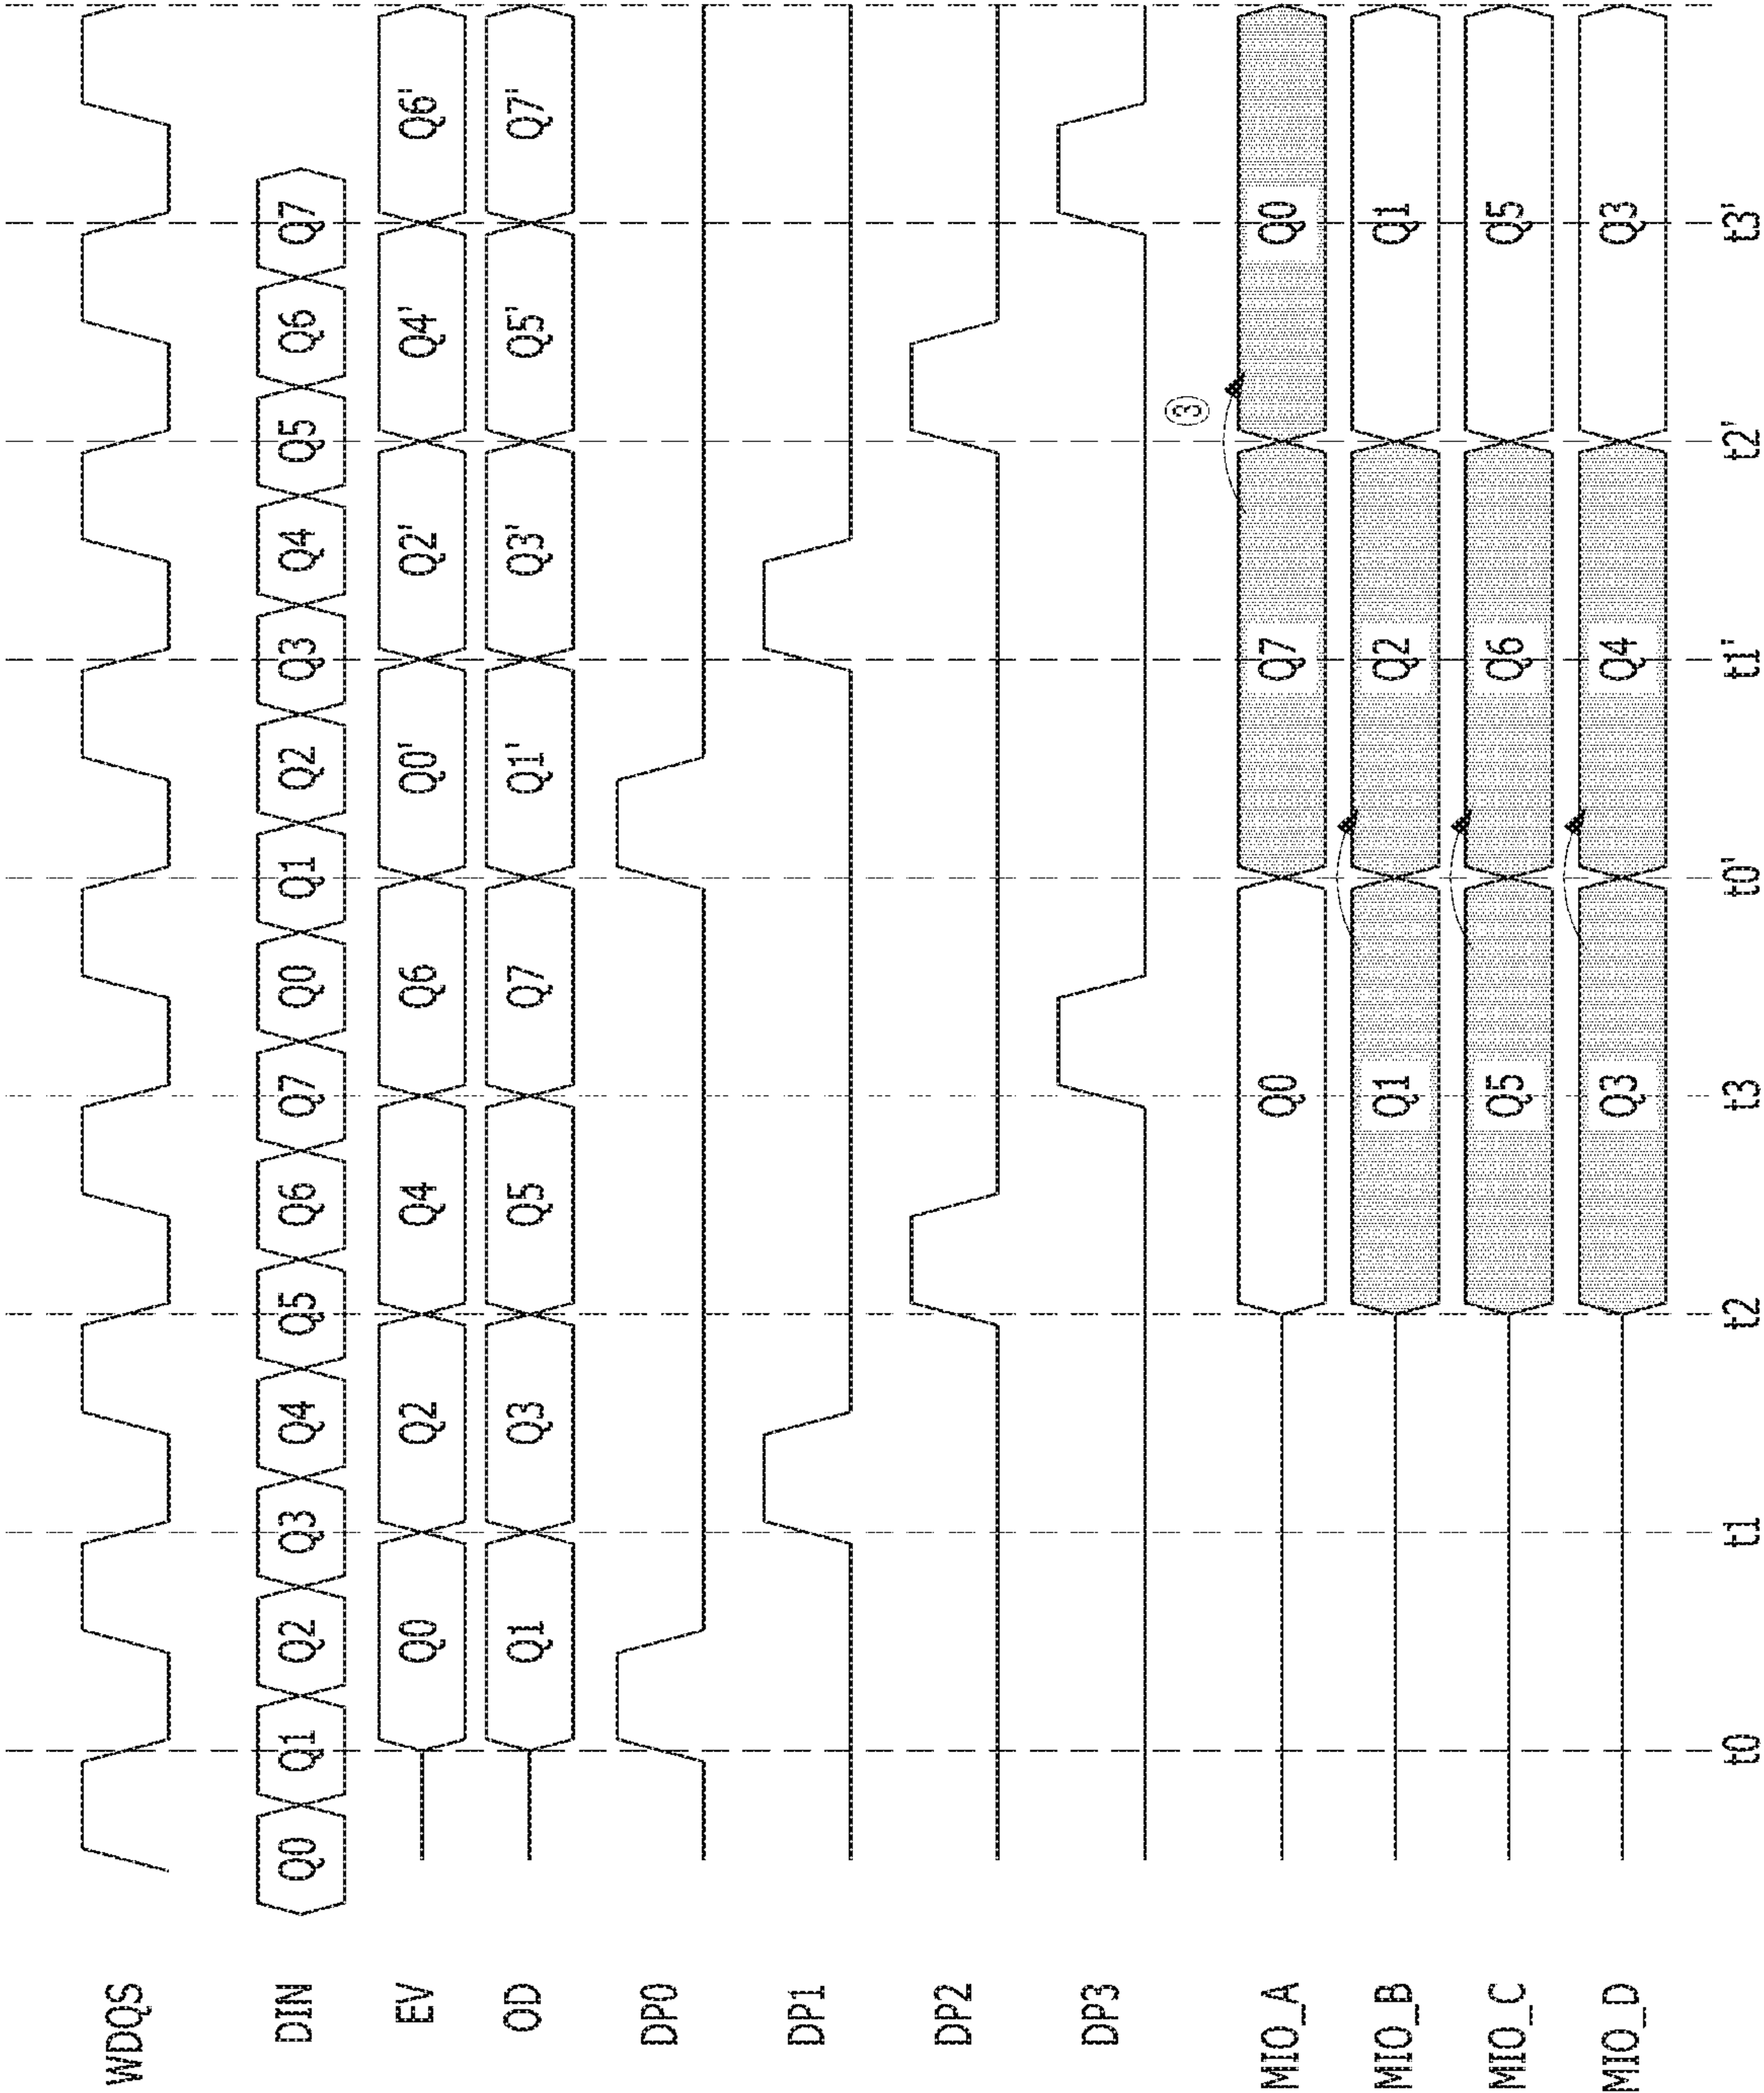 WDQS
DIN Q0 Q1 Q2 Q3 Q4 Q5 Q6 Q7 Q0 Q1 Q2 Q3 Q4 Q5 Q6 Q7
EV Q0 Q2 Q4 Q6 Q0' Q2' Q4' Q6'
OD Q1 Q3 Q5 Q7 Q1' Q3' Q5' Q7'
DP0
DP1
DP2
DP3
③
MIO_A Q0 Q7 Q0
MIO_B Q1 Q2 Q1
MIO_C Q5 Q6 Q5
MIO_D Q3 Q4 Q3
t0 t1 t2 t3 t0' t1' t2' t3'